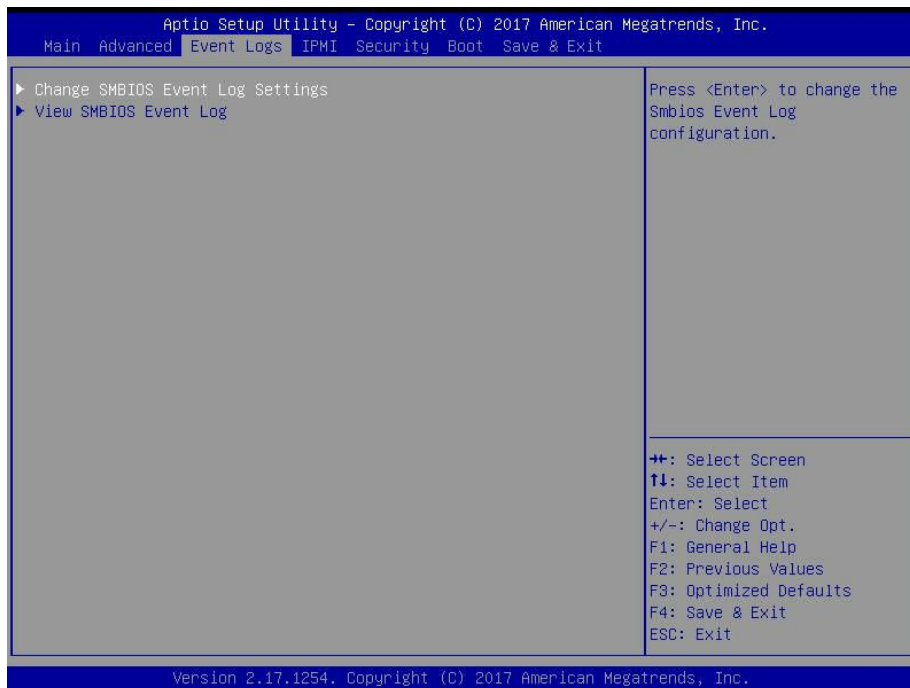 Aptio Setup Utility – Copyright (C) 2017 American Megatrends, Inc.
Main Advanced Event Logs IPMI Security Boot Save & Exit
▶ Change SMBIOS Event Log Settings
▶ View SMBIOS Event Log
Press <Enter> to change the
Smbios Event Log
configuration.
→←: Select Screen
↑↓: Select Item
Enter: Select
+/-: Change Opt.
F1: General Help
F2: Previous Values
F3: Optimized Defaults
F4: Save & Exit
ESC: Exit
Version 2.17.1254. Copyright (C) 2017 American Megatrends, Inc.